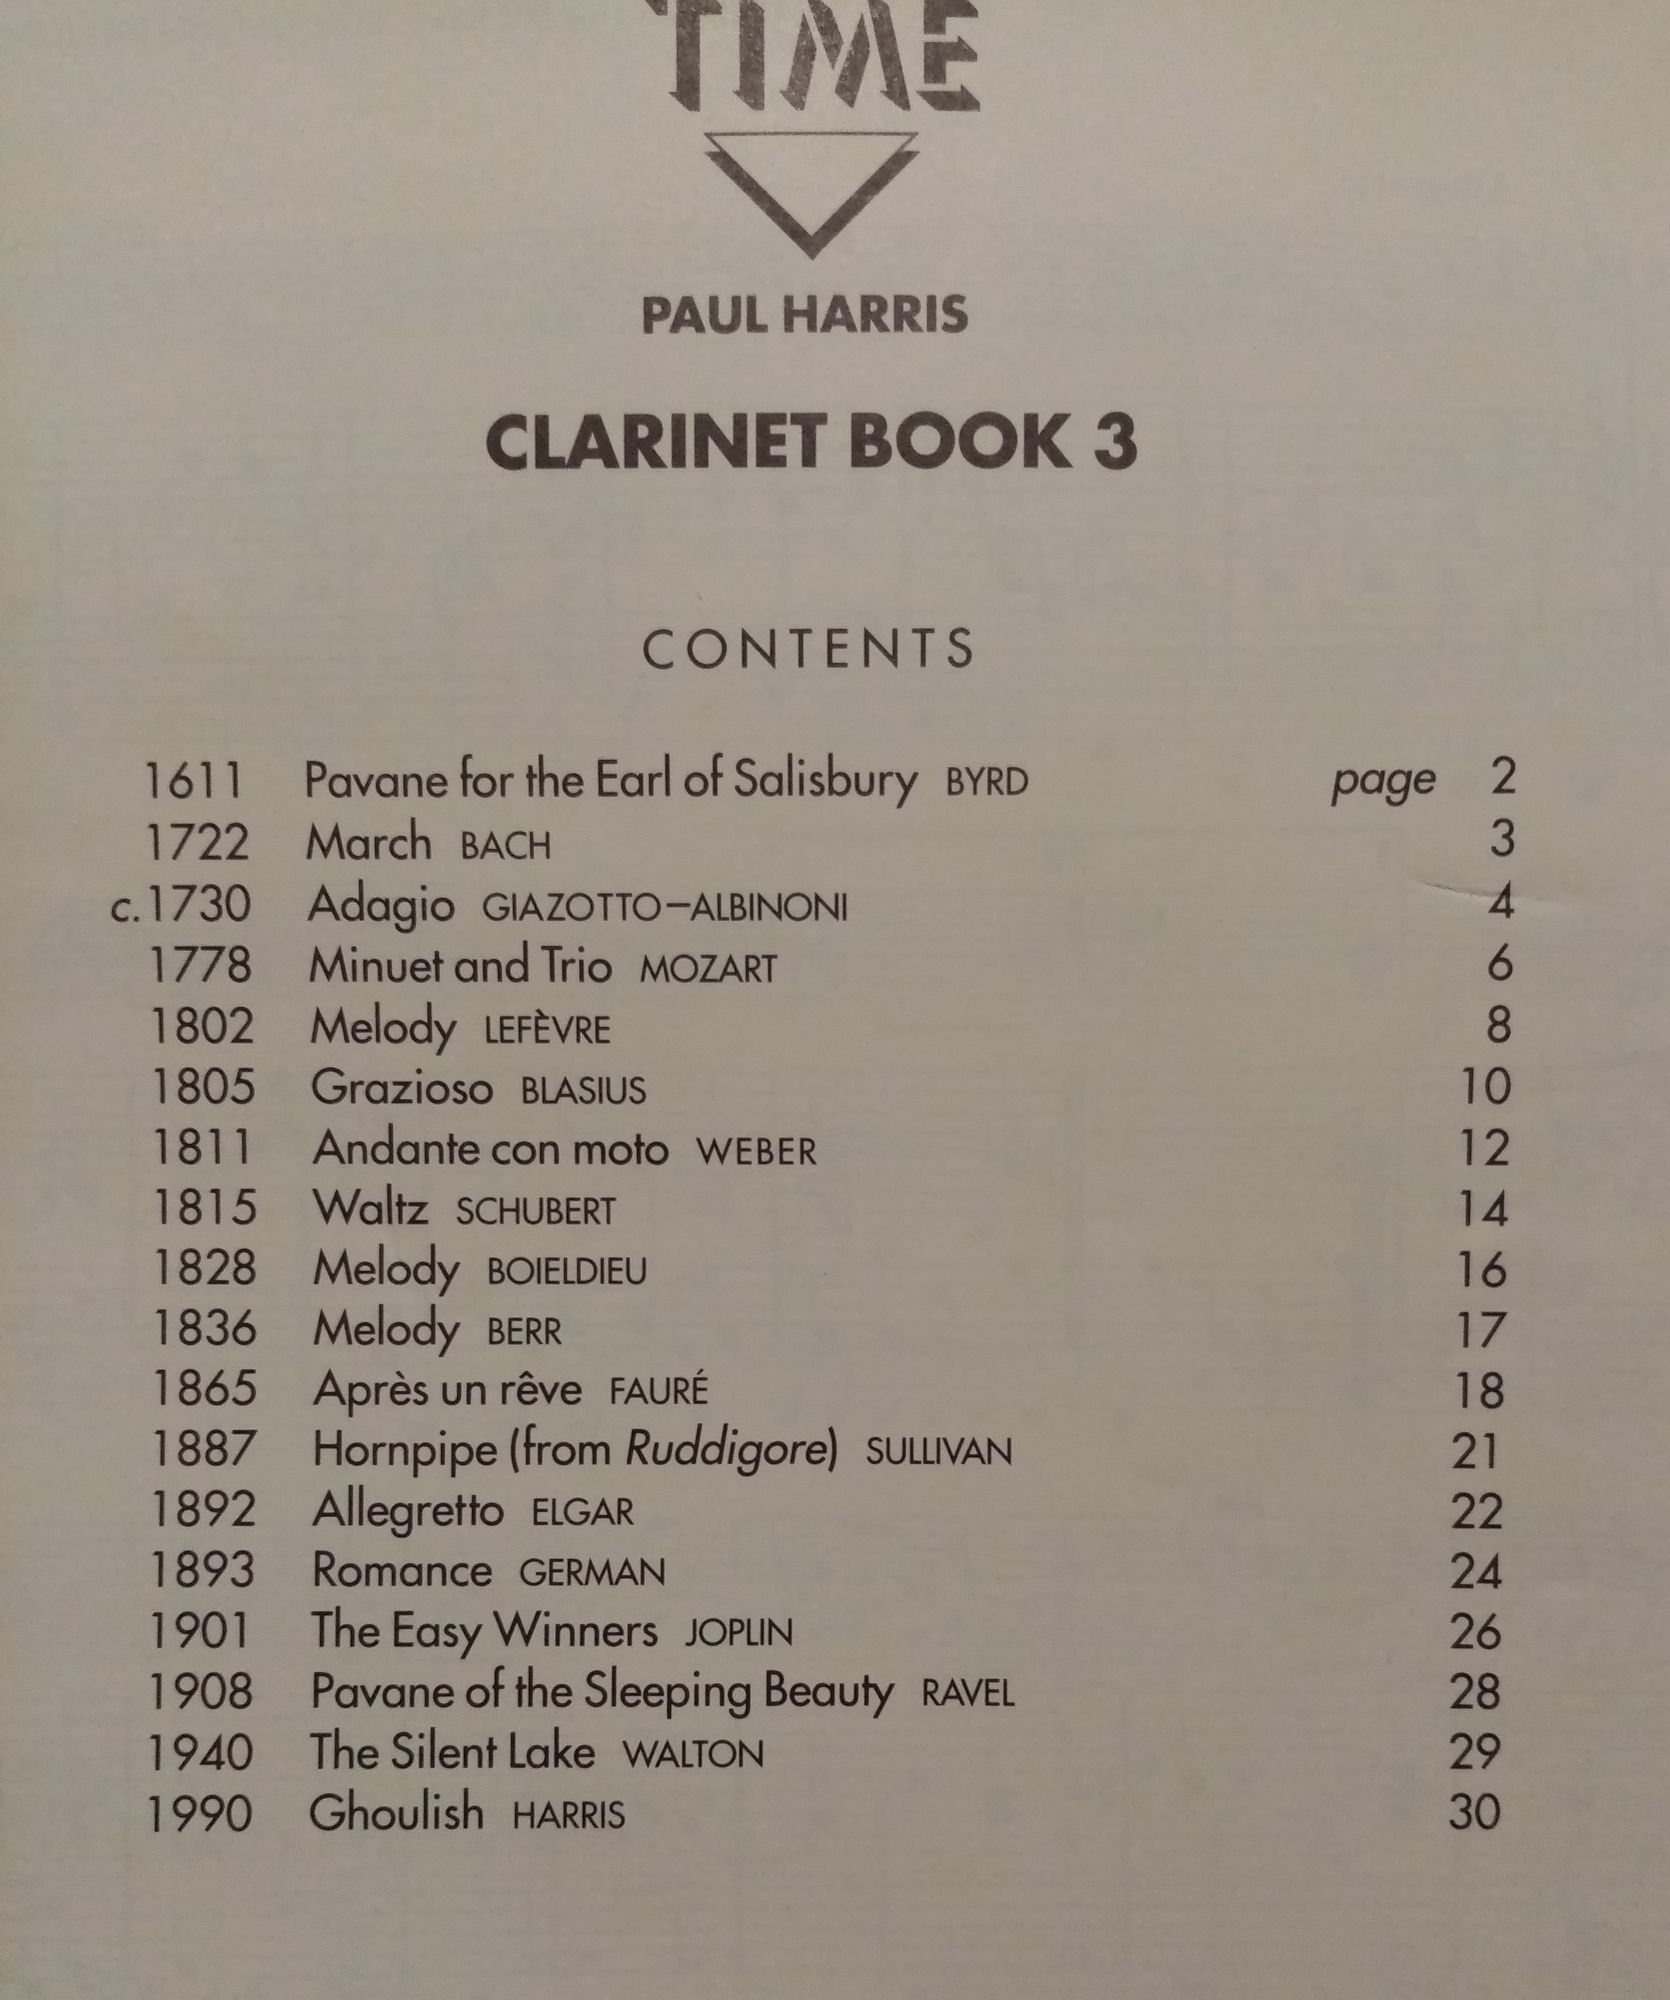 TIME
PAUL HARRIS
CLARINET BOOK 3
CONTENTS
1611 Pavane for the Earl of Salisbury BYRD page 2
1722 March BACH 3
c.1730 Adagio GIAZOTTO–ALBINONI 4
1778 Minuet and Trio MOZART 6
1802 Melody LEFÈVRE 8
1805 Grazioso BLASIUS 10
1811 Andante con moto WEBER 12
1815 Waltz SCHUBERT 14
1828 Melody BOIELDIEU 16
1836 Melody BERR 17
1865 Après un rêve FAURÉ 18
1887 Hornpipe (from Ruddigore) SULLIVAN 21
1892 Allegretto ELGAR 22
1893 Romance GERMAN 24
1901 The Easy Winners JOPLIN 26
1908 Pavane of the Sleeping Beauty RAVEL 28
1940 The Silent Lake WALTON 29
1990 Ghoulish HARRIS 30